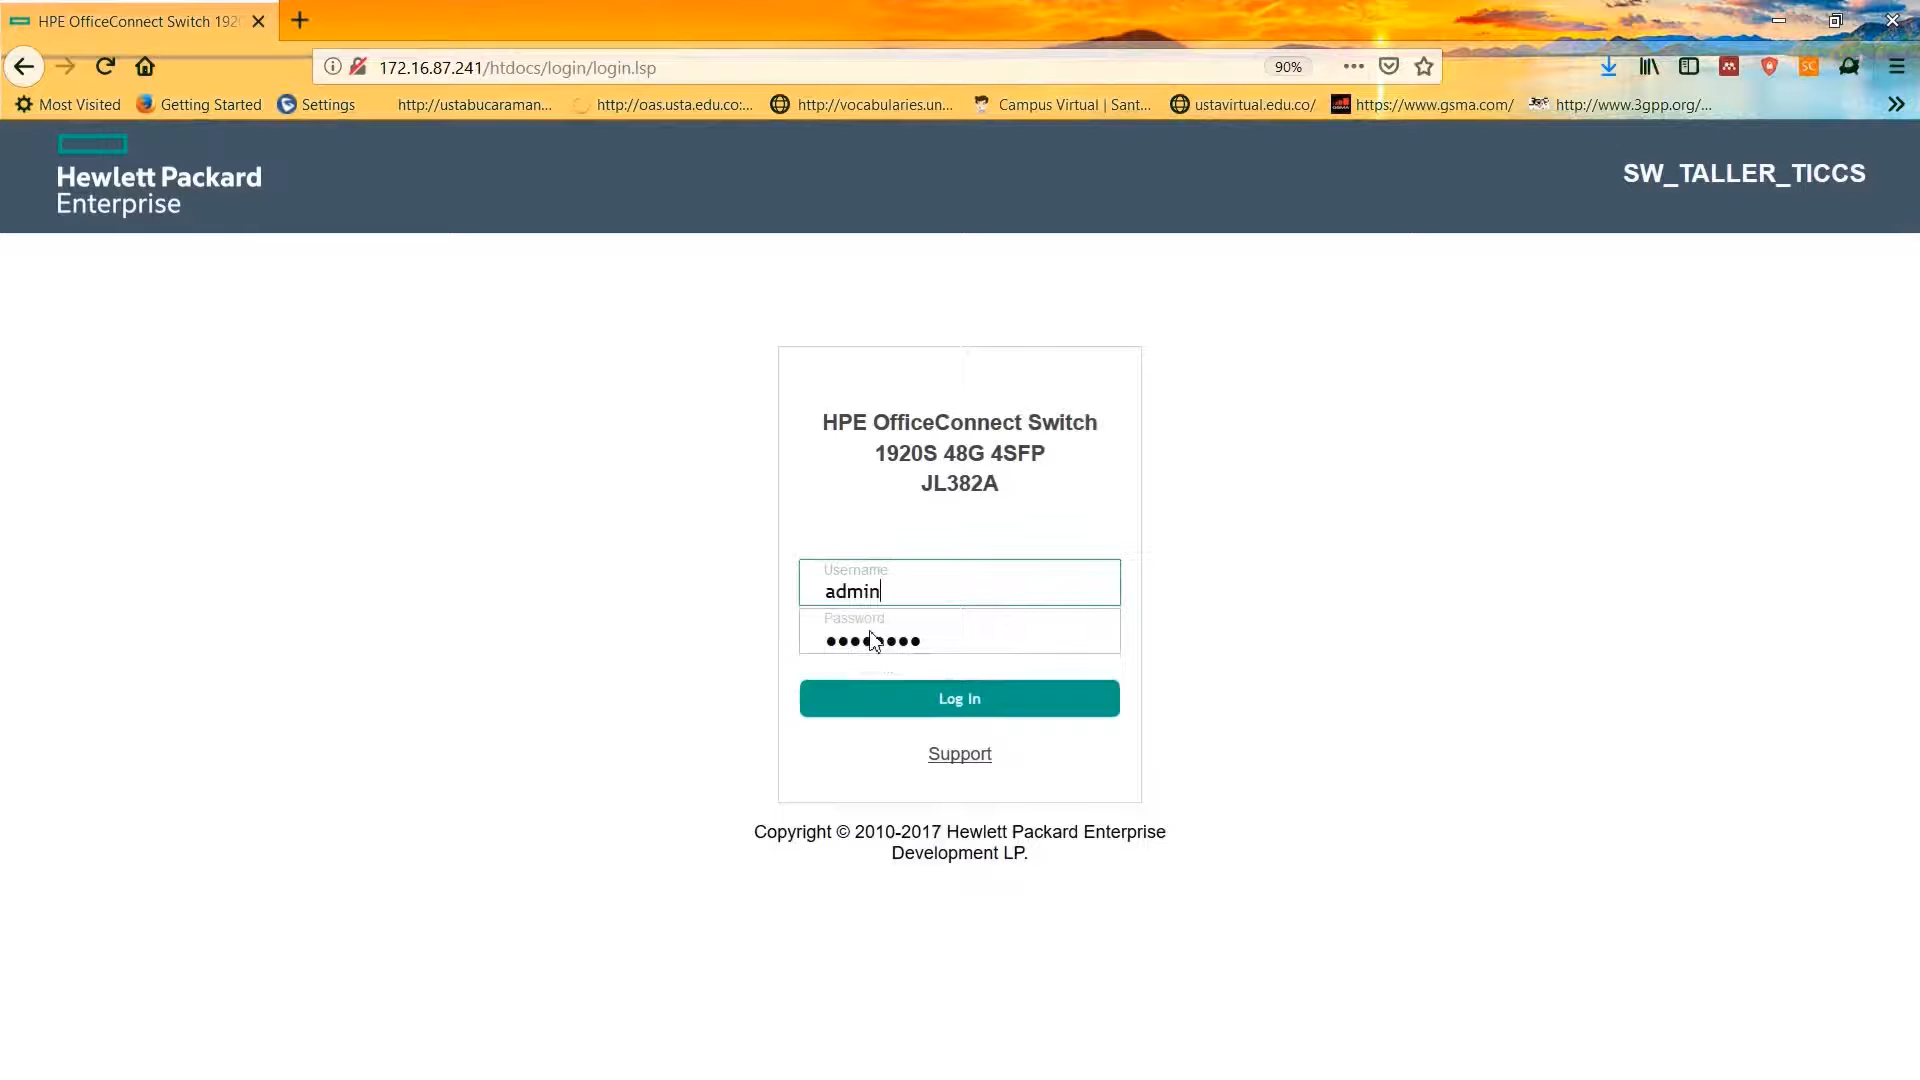 HPE OfficeConnect Switch 192
172.16.87.241/htdocs/login/login.lsp
90%
Most Visited
Getting Started
Settings
http://ustabucaraman...
http://oas.usta.edu.co:...
http://vocabularies.un...
Campus Virtual | Sant...
ustavirtual.edu.co/
https://www.gsma.com/
http://www.3gpp.org/...
Hewlett Packard
Enterprise
SW_TALLER_TICCS
HPE OfficeConnect Switch
1920S 48G 4SFP
JL382A
Username
admin
Password
••••••••
Log In
Support
Copyright © 2010-2017 Hewlett Packard Enterprise
Development LP.